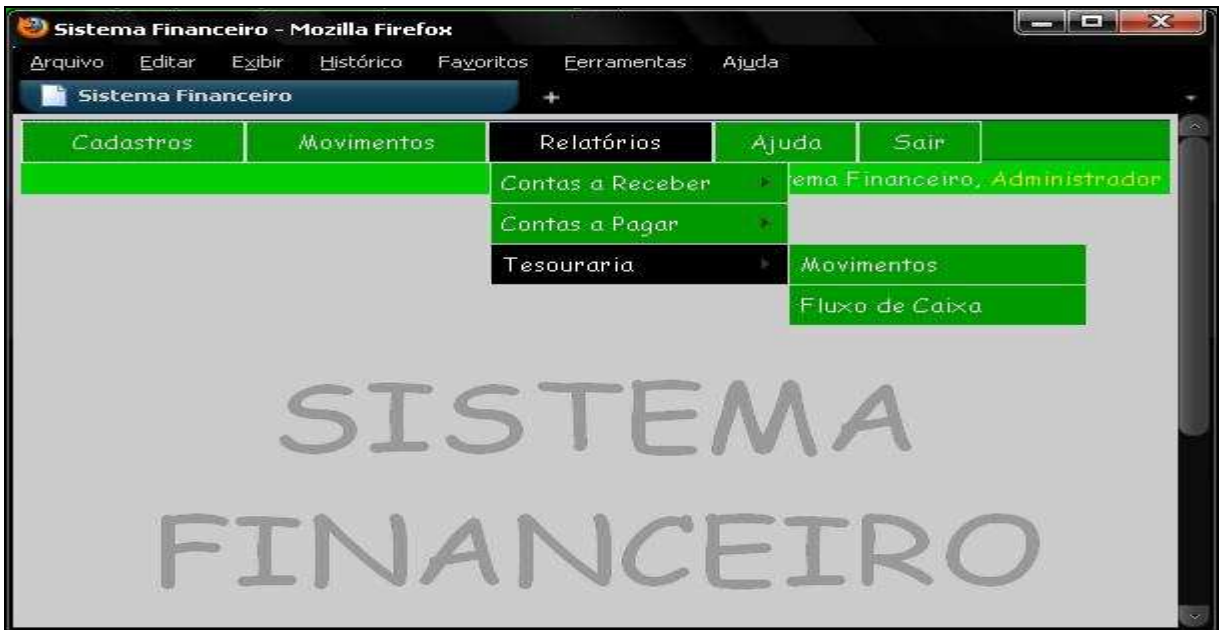 Sistema Financeiro - Mozilla Firefox
Arquivo Editar Exibir Histórico Favoritos Ferramentas Ajuda
Sistema Financeiro +
Cadastros Movimentos Relatórios Ajuda Sair
Contas a Receber ema Financeiro, Administrador
Contas a Pagar
Tesouraria Movimentos
Fluxo de Caixa
SISTEMA
FINANCEIRO